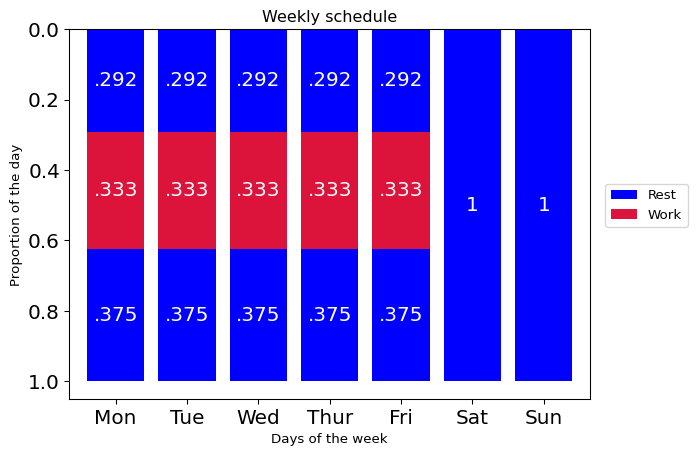 Weekly schedule
0.0
.292 .292 .292 .292 .292
0.2
0.4
.333 .333 .333 .333 .333
1 1
0.6
.375 .375 .375 .375 .375
0.8
1.0
Proportion of the day
Mon Tue Wed Thur Fri Sat Sun
Days of the week
Rest
Work